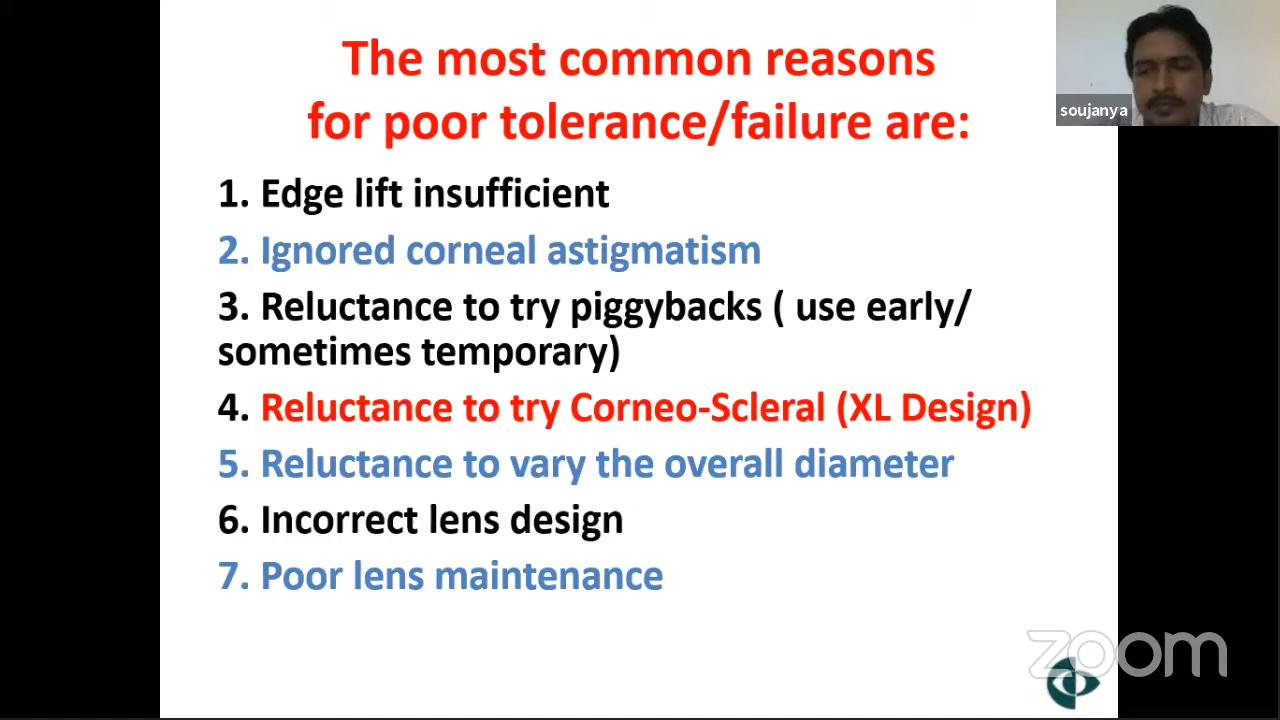 The most common reasons
for poor tolerance/failure are:
soujanya
1. Edge lift insufficient
2. Ignored corneal astigmatism
3. Reluctance to try piggybacks ( use early/
sometimes temporary)
4. Reluctance to try Corneo-Scleral (XL Design)
5. Reluctance to vary the overall diameter
6. Incorrect lens design
7. Poor lens maintenance
zoom